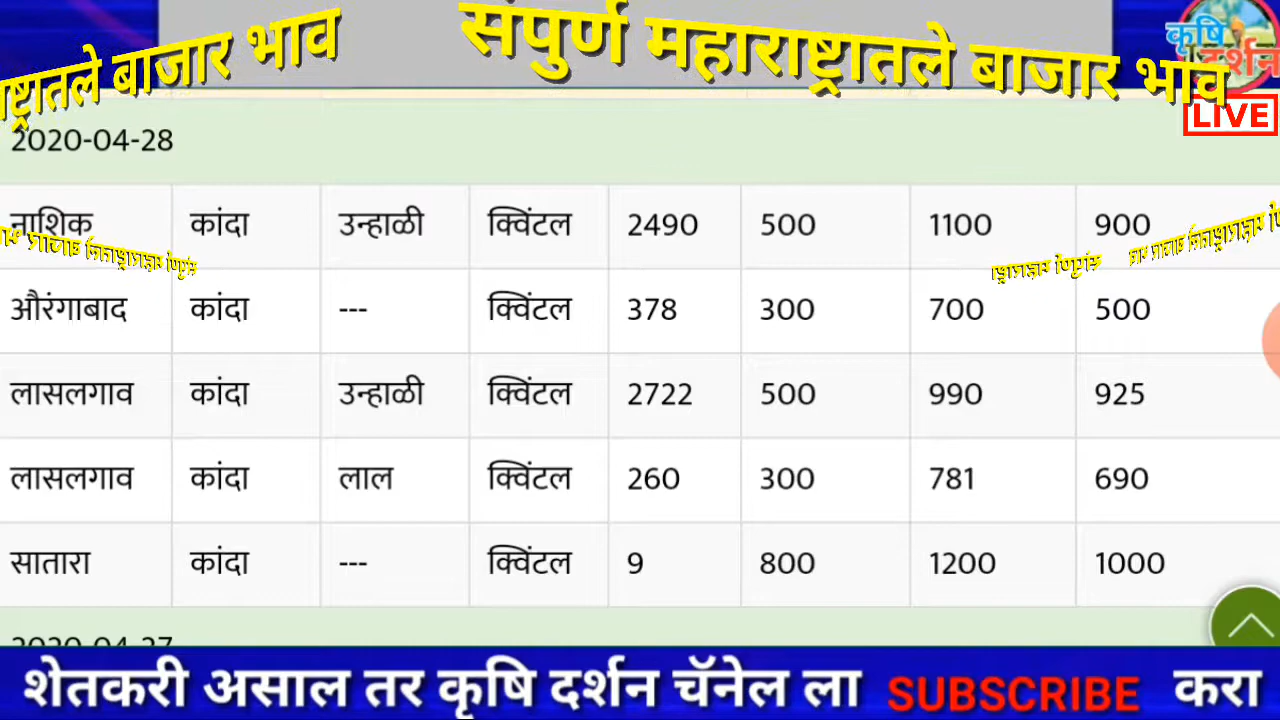 संपुर्ण महाराष्ट्रातले बाजार भाव
बाजार भाव
कृषि
दर्शन
LIVE
2020-04-28
नाशिक कांदा उन्हाळी क्विंटल 2490 500 1100 900
औरंगाबाद कांदा --- क्विंटल 378 300 700 500
लासलगाव कांदा उन्हाळी क्विंटल 2722 500 990 925
लासलगाव कांदा लाल क्विंटल 260 300 781 690
सातारा कांदा --- क्विंटल 9 800 1200 1000
2020-04-27
शेतकरी असाल तर कृषि दर्शन चॅनेल ला SUBSCRIBE करा